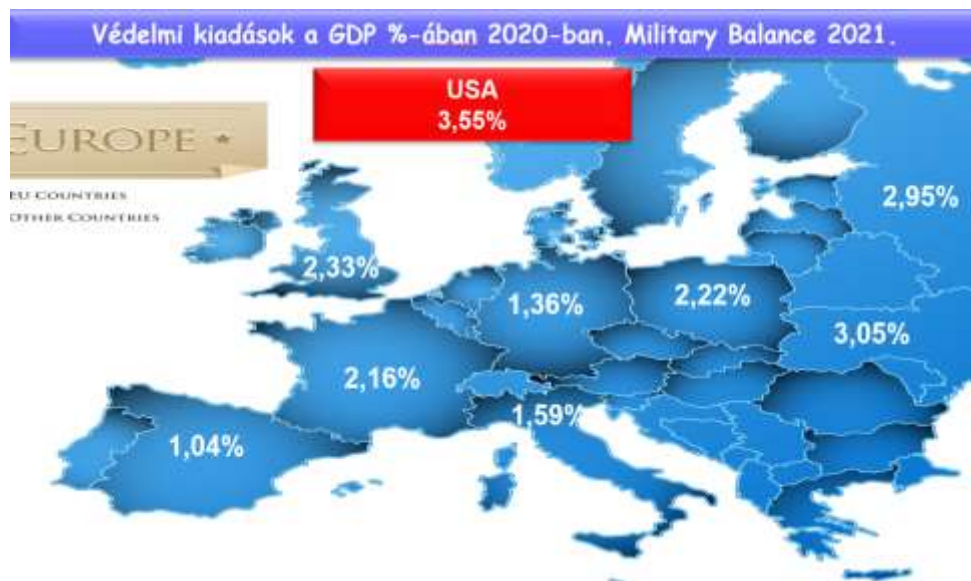 Védelmi kiadások a GDP %-ában 2020-ban. Military Balance 2021.
USA
3,55%
EUROPE
EU COUNTRIES
OTHER COUNTRIES
2,95%
2,33%
1,36%
2,22%
3,05%
2,16%
1,59%
1,04%